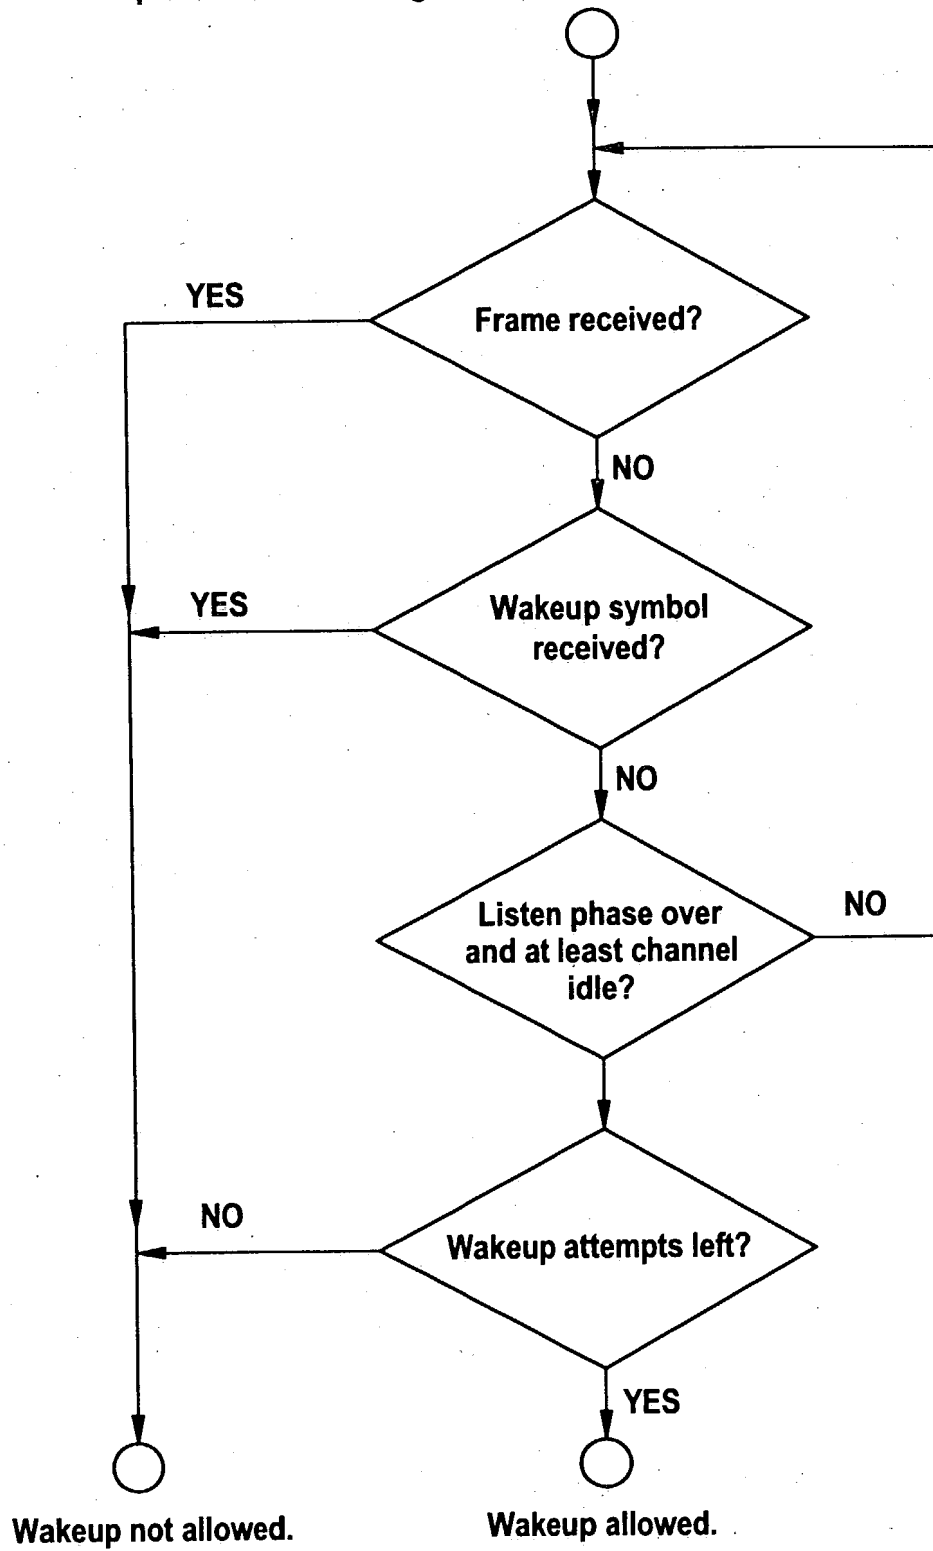 YES
Frame received?
NO
YES
Wakeup symbol
received?
NO
Listen phase over
and at least channel
idle?
NO
NO
Wakeup attempts left?
YES
Wakeup not allowed.
Wakeup allowed.